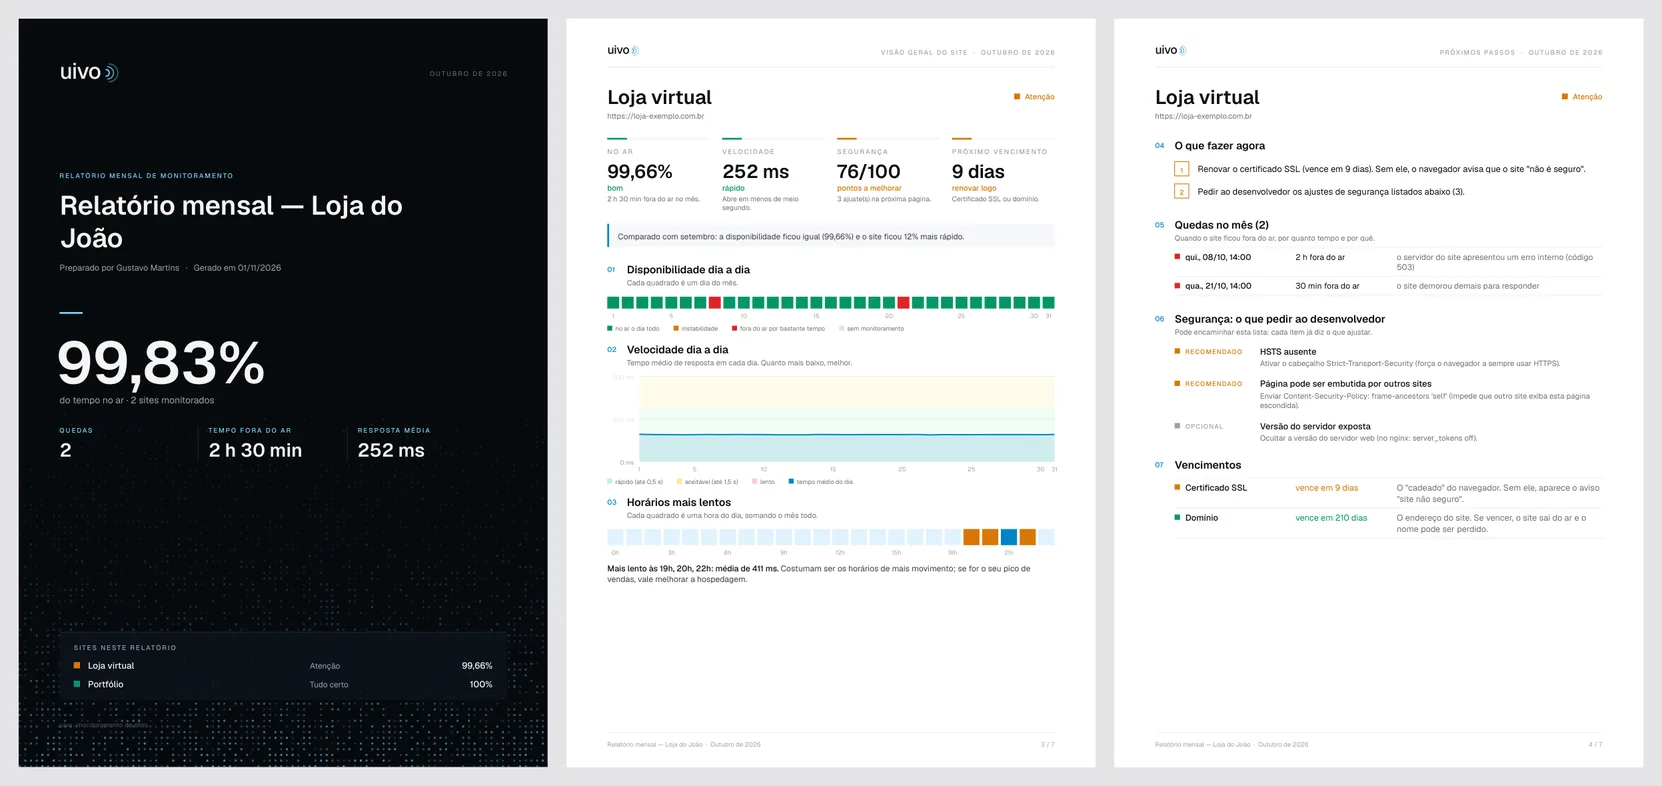 uivo
OUTUBRO DE 2026
RELATÓRIO MENSAL DE MONITORAMENTO
Relatório mensal — Loja do
João
Preparado por Gustavo Martins · Gerado em 01/11/2026
99,83%
do tempo no ar · 2 sites monitorados
QUEDAS
2
TEMPO FORA DO AR
2 h 30 min
RESPOSTA MÉDIA
252 ms
SITES NESTE RELATÓRIO
Loja virtual Atenção 99,66%
Portfólio Tudo certo 100%
uivo
VISÃO GERAL DO SITE · OUTUBRO DE 2026
Loja virtual
Atenção
https://loja-exemplo.com.br
NO AR
99,66%
bom
2 h 30 min fora do ar no mês.
VELOCIDADE
252 ms
rápido
Abre em menos de meio
segundo.
SEGURANÇA
76/100
pontos a melhorar
3 ajuste(s) na próxima página.
PRÓXIMO VENCIMENTO
9 dias
renovar logo
Certificado SSL ou domínio.
Comparado com setembro: a disponibilidade ficou igual (99,66%) e o site ficou 12% mais rápido.
01 Disponibilidade dia a dia
Cada quadrado é um dia do mês.
1 5 10 15 20 25 30 31
no ar o dia todo instabilidade fora do ar por bastante tempo sem monitoramento
02 Velocidade dia a dia
Tempo médio de resposta em cada dia. Quanto mais baixo, melhor.
0 ms
1 5 10 15 20 25 30 31
rápido (até 0,5 s) aceitável (até 1,5 s) lento tempo médio do dia
03 Horários mais lentos
Cada quadrado é uma hora do dia, somando o mês todo.
0h 3h 6h 9h 12h 15h 18h 21h
Mais lento às 19h, 20h, 22h: média de 411 ms. Costumam ser os horários de mais movimento; se for o seu pico de
vendas, vale melhorar a hospedagem.
Relatório mensal — Loja do João · Outubro de 2026
3 / 7
uivo
PRÓXIMOS PASSOS · OUTUBRO DE 2026
Loja virtual
Atenção
https://loja-exemplo.com.br
04 O que fazer agora
1 Renovar o certificado SSL (vence em 9 dias). Sem ele, o navegador avisa que o site "não é seguro".
2 Pedir ao desenvolvedor os ajustes de segurança listados abaixo (3).
05 Quedas no mês (2)
Quando o site ficou fora do ar, por quanto tempo e por quê.
qui., 08/10, 14:00 2 h fora do ar o servidor do site apresentou um erro interno (código
503)
qua., 21/10, 14:00 30 min fora do ar o site demorou demais para responder
06 Segurança: o que pedir ao desenvolvedor
Pode encaminhar esta lista: cada item já diz o que ajustar.
RECOMENDADO HSTS ausente
Ativar o cabeçalho Strict-Transport-Security (força o navegador a sempre usar HTTPS).
RECOMENDADO Página pode ser embutida por outros sites
Enviar Content-Security-Policy: frame-ancestors 'self' (impede que outro site exiba esta página
escondida).
OPCIONAL Versão do servidor exposta
Ocultar a versão do servidor web (no nginx: server_tokens off).
07 Vencimentos
Certificado SSL vence em 9 dias O "cadeado" do navegador. Sem ele, aparece o aviso
"site não seguro".
Domínio vence em 210 dias O endereço do site. Se vencer, o site sai do ar e o
nome pode ser perdido.
Relatório mensal — Loja do João · Outubro de 2026
4 / 7